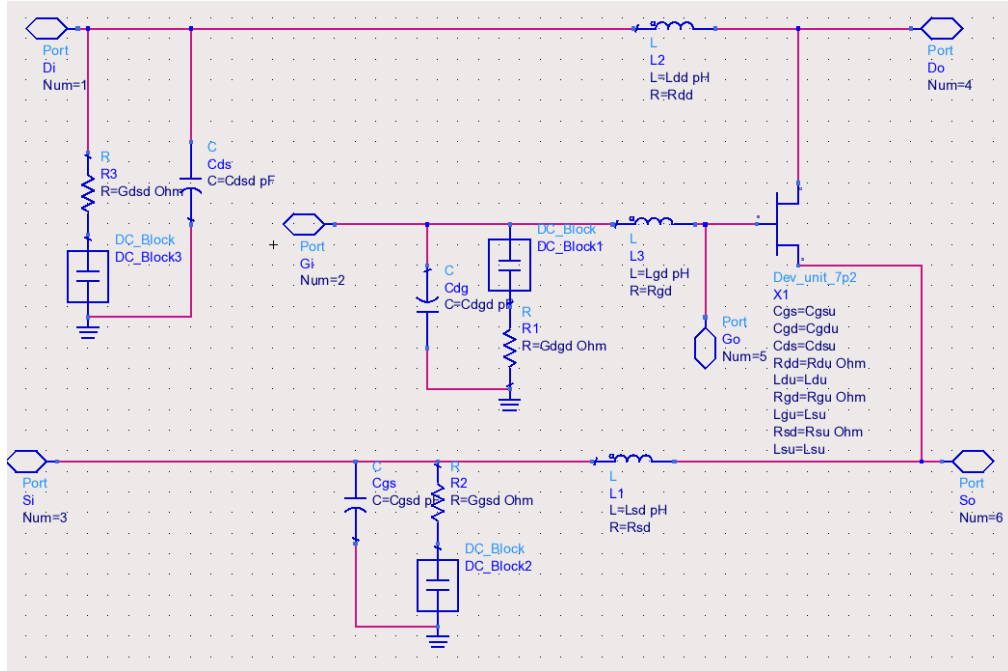 Port
Di
Num=1
L
L2
L=Ldd pH
R=Rdd
Port
Do
Num=4
R
R3
R=Gdsd Ohm
C
Cds
C=Cdsd pF
DC_Block
DC_Block3
Port
Gi
Num=2
C
Cdg
C=Cdgd pF
DC_Block
DC_Block1
R
R1
R=Gdgd Ohm
L
L3
L=Lgd pH
R=Rgd
Port
Go
Num=5
Dev_unit_7p2
X1
Cgs=Cgsu
Cgd=Cgdu
Cds=Cdsu
Rdd=Rdu Ohm
Ldu=Ldu
Rgd=Rgu Ohm
Lgu=Lsu
Rsd=Rsu Ohm
Lsu=Lsu
Port
Si
Num=3
C
Cgs
C=Cgsd pF
R
R2
R=Ggsd Ohm
DC_Block
DC_Block2
L
L1
L=Lsd pH
R=Rsd
Port
So
Num=6